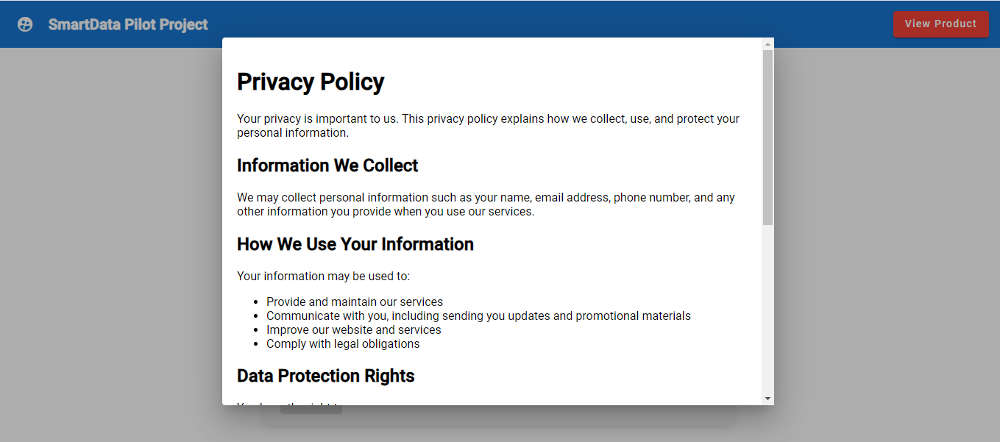 SmartData Pilot Project
View Product
Privacy Policy
Your privacy is important to us. This privacy policy explains how we collect, use, and protect your
personal information.
Information We Collect
We may collect personal information such as your name, email address, phone number, and any
other information you provide when you use our services.
How We Use Your Information
Your information may be used to:
• Provide and maintain our services
• Communicate with you, including sending you updates and promotional materials
• Improve our website and services
• Comply with legal obligations
Data Protection Rights